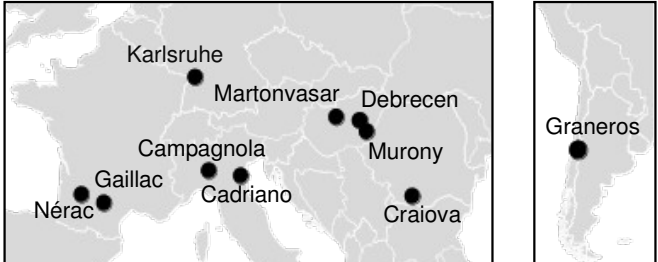 Karlsruhe
Martonvasar
Debrecen
Murony
Campagnola
Cadriano
Gaillac
Nérac
Craiova
Graneros